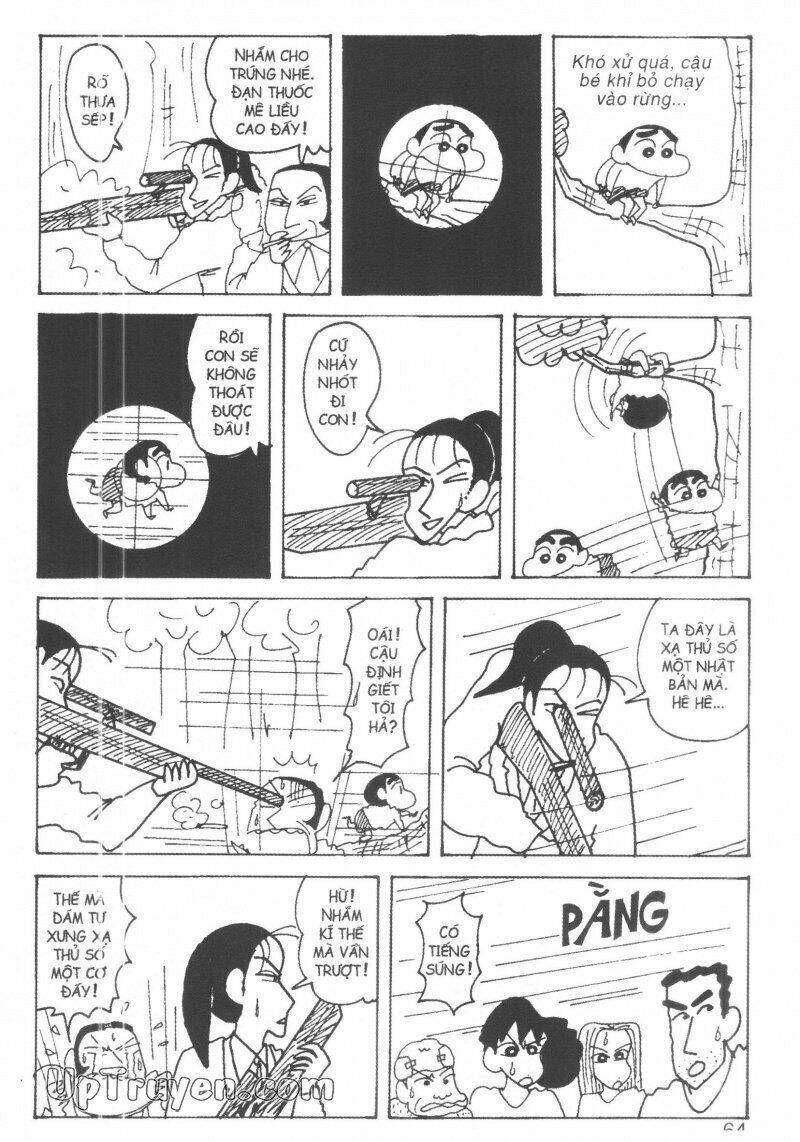 Khó xử quá, cậu
bé khỉ bỏ chạy
vào rừng...
NHẮM CHO
TRÚNG NHÉ.
ĐẠN THUỐC
MÊ LIỀU
CAO ĐẤY!
RÕ
THƯA
SẾP!
CỨ
NHẢY
NHÓT
ĐI
CON!
RỒI
CON SẼ
KHÔNG
THOÁT
ĐƯỢC
ĐÂU!
TA ĐÂY LÀ
XẠ THỦ SỐ
MỘT NHẬT
BẢN MÀ.
HÊ HÊ...
OÁI!
CẬU
ĐỊNH
GIẾT
TÔI
HẢ?
PẰNG
CÓ
TIẾNG
SÚNG!
HỪ!
NHẮM
KĨ THẾ
MÀ VẪN
TRƯỢT!
THẾ MÀ
DÁM TỰ
XƯNG XẠ
THỦ SỐ
MỘT CƠ
ĐẤY!
UpTruyen.com
64